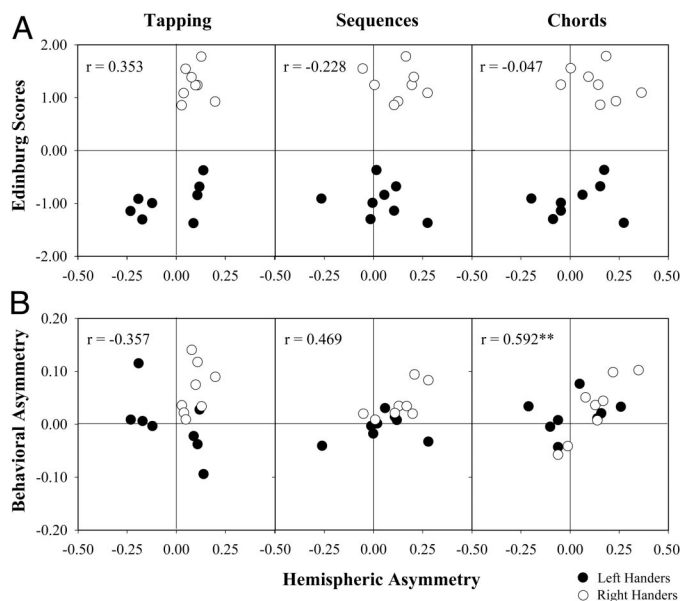 A
Tapping Sequences Chords
Edinburg Scores
2.00
1.00
0.00
-1.00
-2.00
r = 0.353 r = -0.228 r = -0.047
-0.50 -0.25 0.00 0.25 -0.50 -0.25 0.00 0.25 -0.50 -0.25 0.00 0.25 0.50
B
Behavioral Asymmetry
0.20
0.10
0.00
0.10
0.20
r = -0.357 r = 0.469 r = 0.592**
-0.50 -0.25 0.00 0.25 -0.50 -0.25 0.00 0.25 -0.50 -0.25 0.00 0.25 0.50
Hemispheric Asymmetry
Left Handers
Right Handers